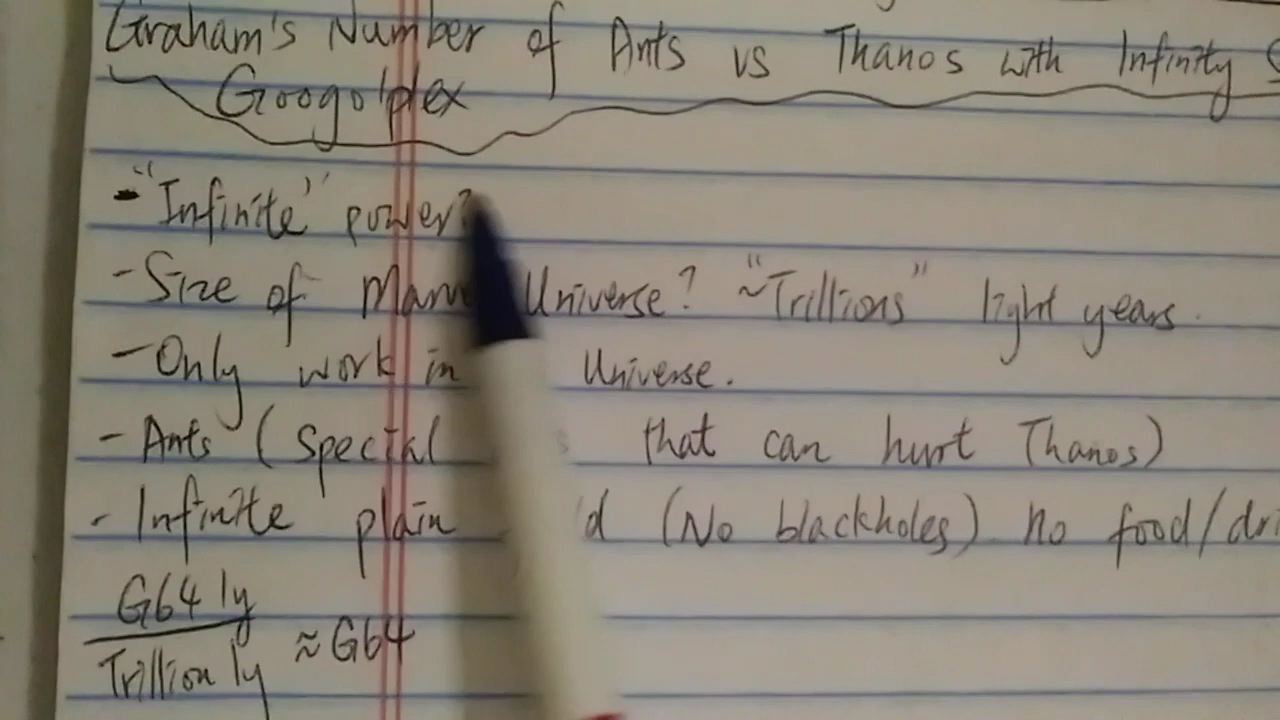 Graham's Number of Ants vs Thanos with Infinity
Googolplex
- "Infinite" power?
- Size of Universe? "~Trillions" light years.
- Only work in Universe.
- Ants (Special that can hurt Thanos)
- Infinite plain (No blackholes) no food/
G64 ly
Trillion ly
≈ G64